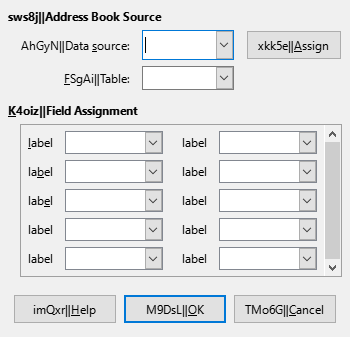 sws8j||Address Book Source
AhGyN||Data source:
xkk5e||Assign
FSgAi||Table:
K4oiz||Field Assignment
label label
label label
label label
label label
label label
imQxr||Help M9DsL||OK TMo6G||Cancel